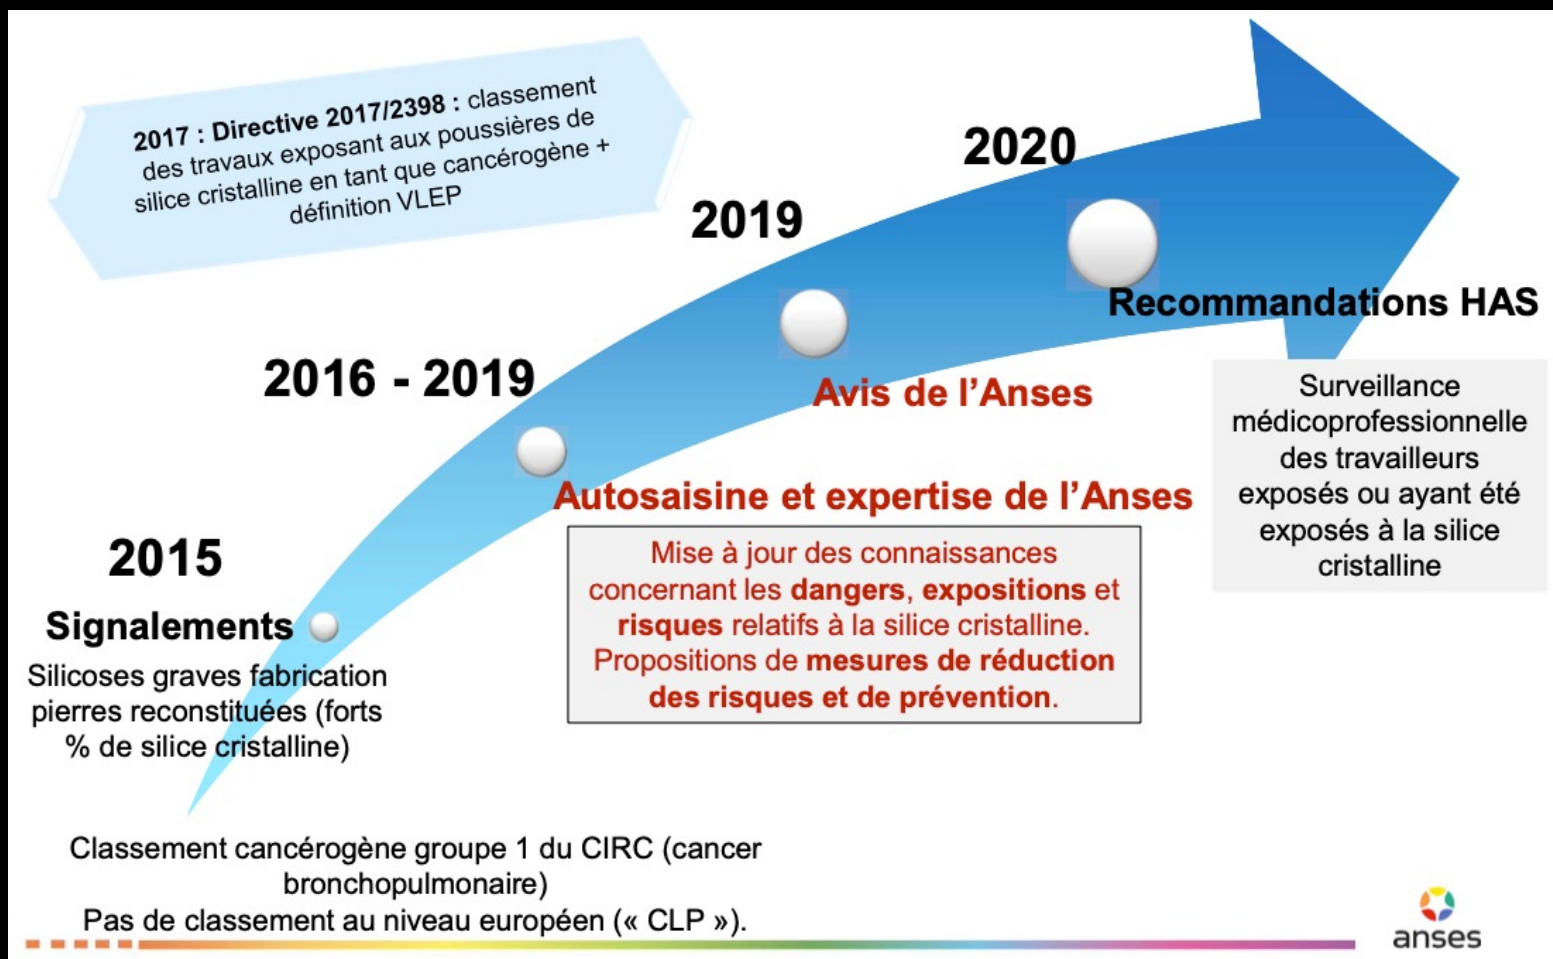 2017 : Directive 2017/2398 : classement
des travaux exposant aux poussières de
silice cristalline en tant que cancérogène +
définition VLEP
2020
Recommandations HAS
Surveillance
médicoprofessionnelle
des travailleurs
exposés ou ayant été
exposés à la silice
cristalline
2019
Avis de l’Anses
2016 - 2019
Autosaisine et expertise de l’Anses
Mise à jour des connaissances
concernant les dangers, expositions et
risques relatifs à la silice cristalline.
Propositions de mesures de réduction
des risques et de prévention.
2015
Signalements
Silicoses graves fabrication
pierres reconstituées (forts
% de silice cristalline)
Classement cancérogène groupe 1 du CIRC (cancer
bronchopulmonaire)
Pas de classement au niveau européen (« CLP »).
anses